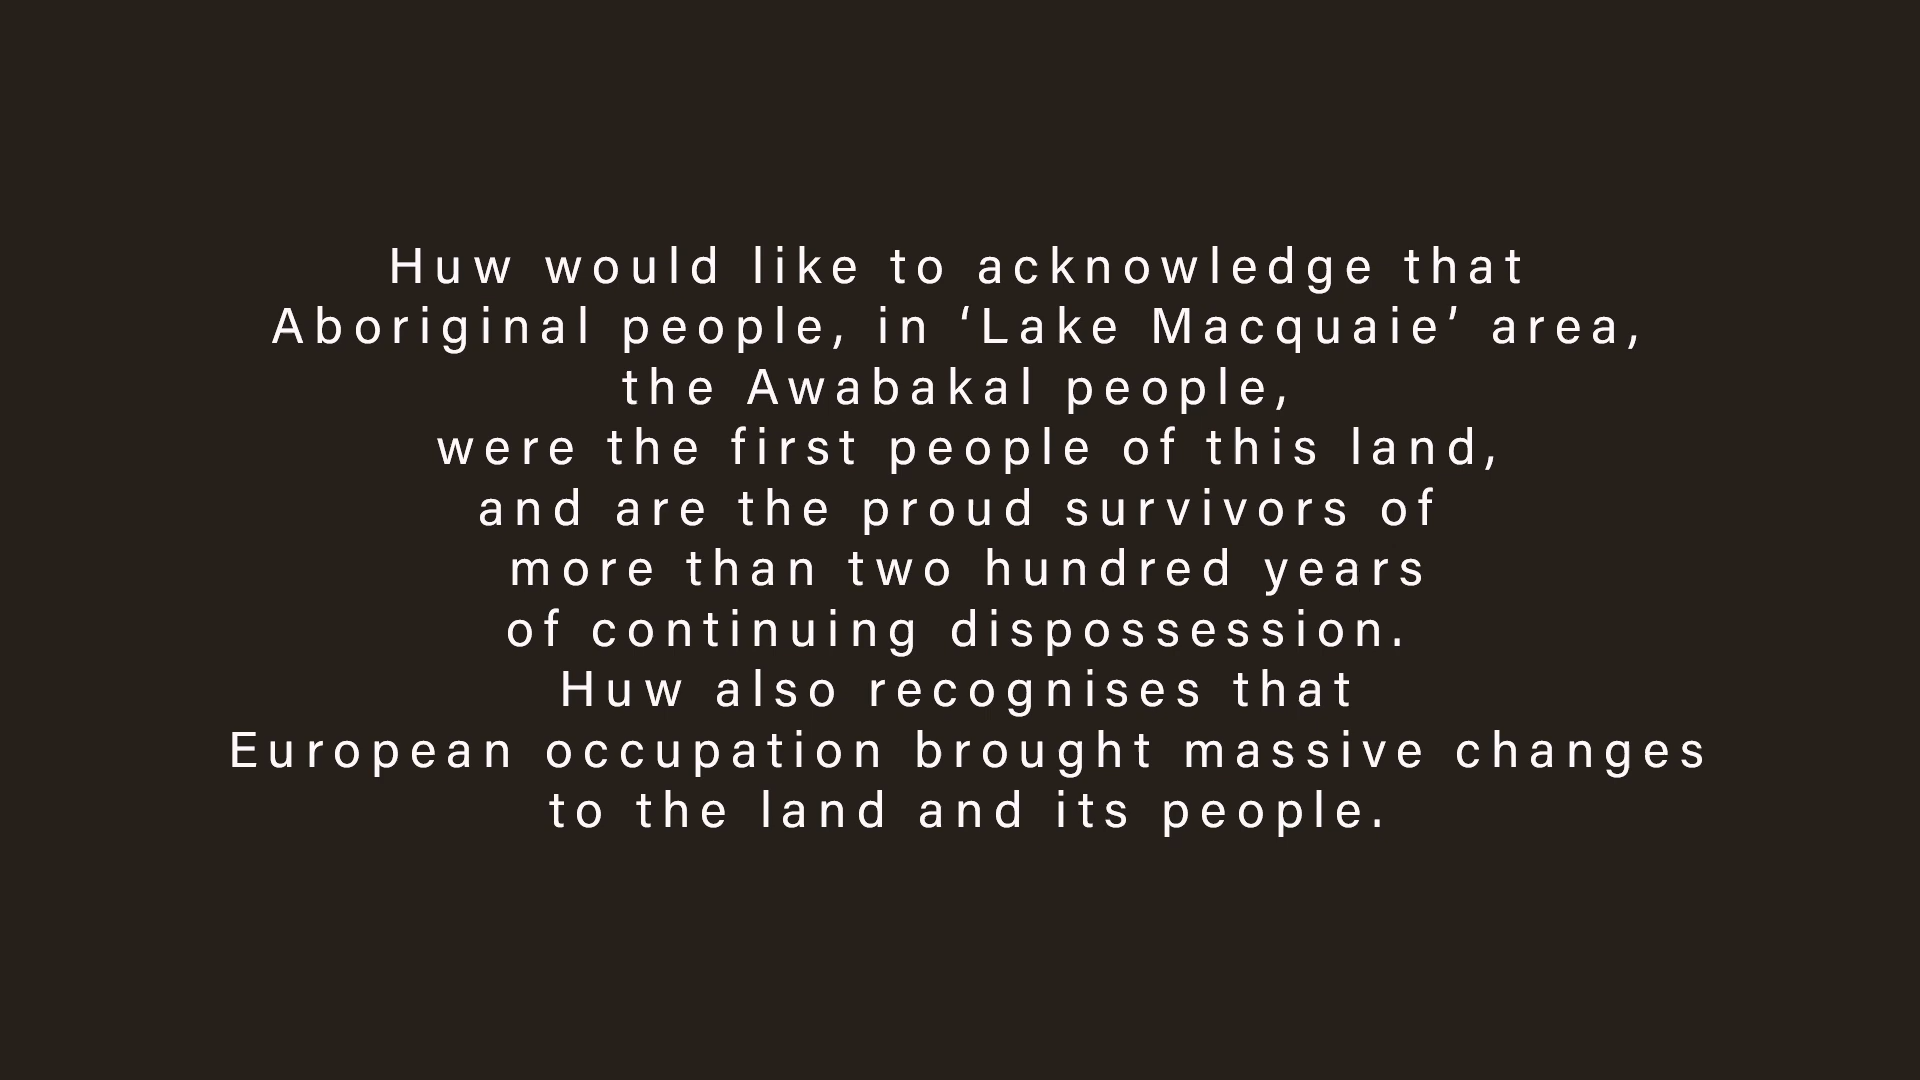 Huw would like to acknowledge that
Aboriginal people, in ‘Lake Macquaie’ area,
the Awabakal people,
were the first people of this land,
and are the proud survivors of
more than two hundred years
of continuing dispossession.
Huw also recognises that
European occupation brought massive changes
to the land and its people.